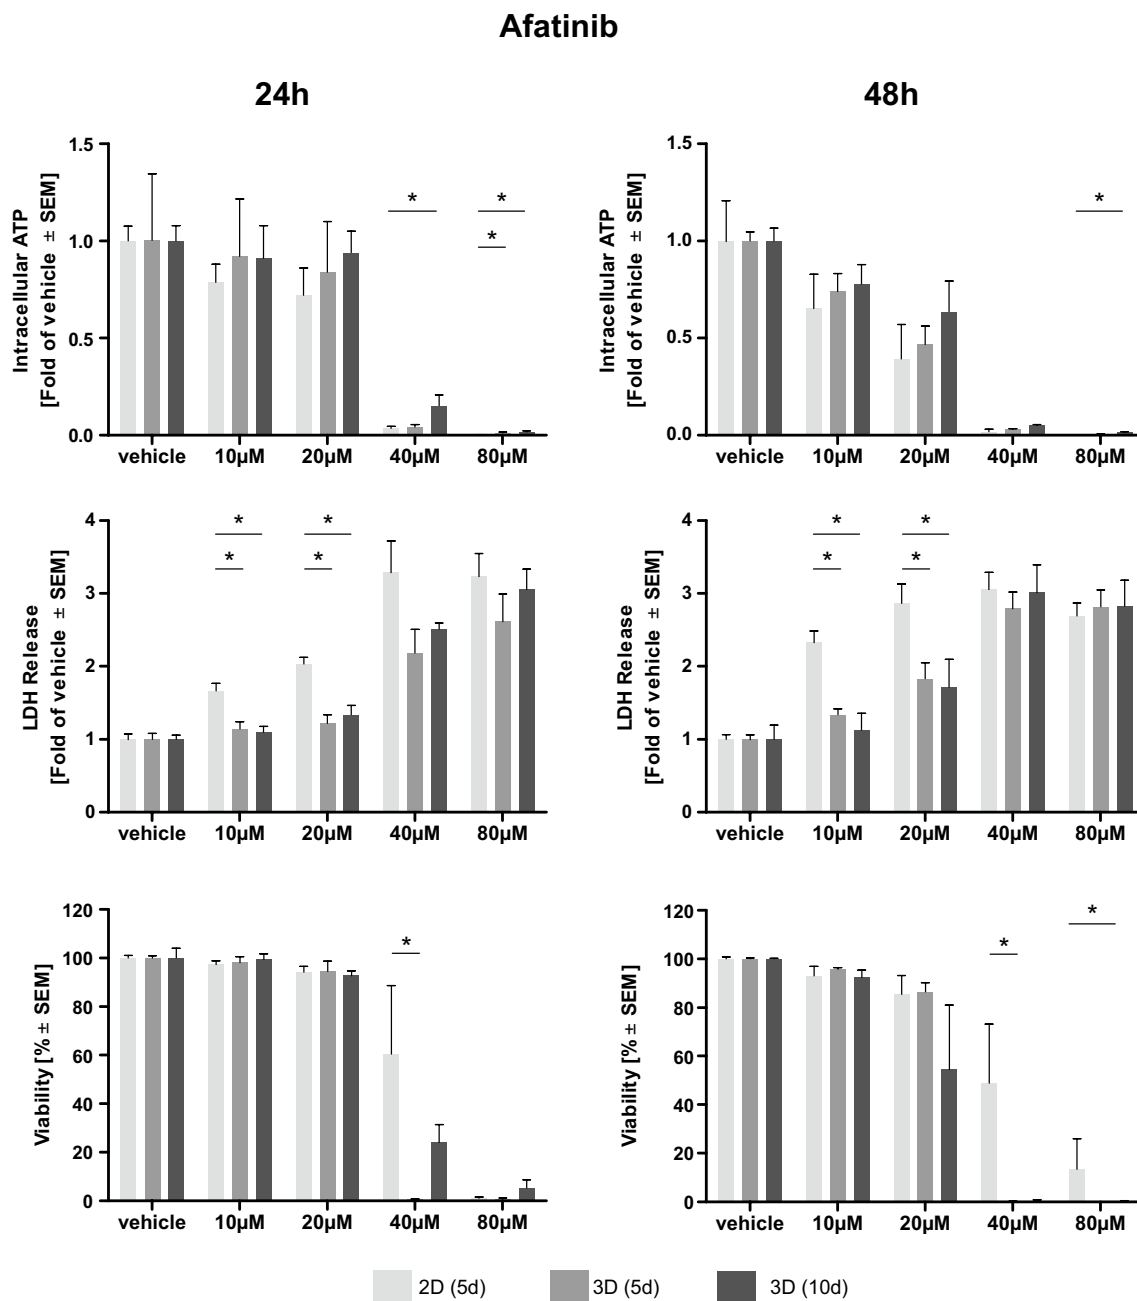 Afatinib
24h
48h
Intracellular ATP
[Fold of vehicle ± SEM]
1.5
1.0
0.5
0.0
* * *
vehicle 10µM 20µM 40µM 80µM
Intracellular ATP
[Fold of vehicle ± SEM]
1.5
1.0
0.5
0.0
*
vehicle 10µM 20µM 40µM 80µM
LDH Release
[Fold of vehicle ± SEM]
4
3
2
1
0
* * * *
vehicle 10µM 20µM 40µM 80µM
LDH Release
[Fold of vehicle ± SEM]
4
3
2
1
0
* * * *
vehicle 10µM 20µM 40µM 80µM
Viability [% ± SEM]
120
100
80
60
40
20
0
*
vehicle 10µM 20µM 40µM 80µM
Viability [% ± SEM]
120
100
80
60
40
20
0
* *
vehicle 10µM 20µM 40µM 80µM
2D (5d) 3D (5d) 3D (10d)